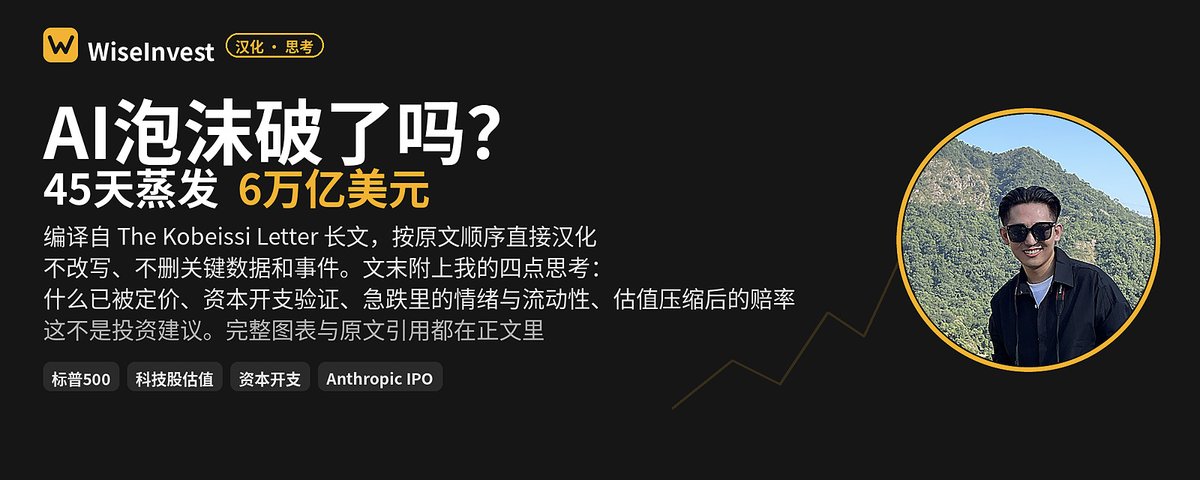 W WiseInvest 汉化 · 思考
AI泡沫破了吗？
45天蒸发 6万亿美元
编译自 The Kobeissi Letter 长文，按原文顺序直接汉化
不改写、不删关键数据和事件。文末附上我的四点思考：
什么已被定价、资本开支验证、急跌里的情绪与流动性、估值压缩后的赔率
这不是投资建议。完整图表与原文引用都在正文里
标普500 科技股估值 资本开支 Anthropic IPO